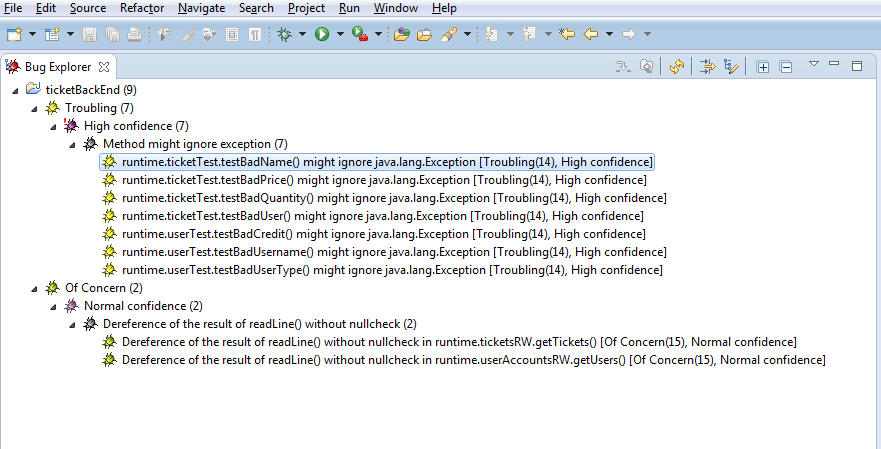 File Edit Source Refactor Navigate Search Project Run Window Help
Bug Explorer
ticketBackEnd (9)
Troubling (7)
High confidence (7)
Method might ignore exception (7)
runtime.ticketTest.testBadName() might ignore java.lang.Exception [Troubling(14), High confidence]
runtime.ticketTest.testBadPrice() might ignore java.lang.Exception [Troubling(14), High confidence]
runtime.ticketTest.testBadQuantity() might ignore java.lang.Exception [Troubling(14), High confidence]
runtime.ticketTest.testBadUser() might ignore java.lang.Exception [Troubling(14), High confidence]
runtime.userTest.testBadCredit() might ignore java.lang.Exception [Troubling(14), High confidence]
runtime.userTest.testBadUsername() might ignore java.lang.Exception [Troubling(14), High confidence]
runtime.userTest.testBadUserType() might ignore java.lang.Exception [Troubling(14), High confidence]
Of Concern (2)
Normal confidence (2)
Dereference of the result of readLine() without nullcheck (2)
Dereference of the result of readLine() without nullcheck in runtime.ticketsRW.getTickets() [Of Concern(15), Normal confidence]
Dereference of the result of readLine() without nullcheck in runtime.userAccountsRW.getUsers() [Of Concern(15), Normal confidence]